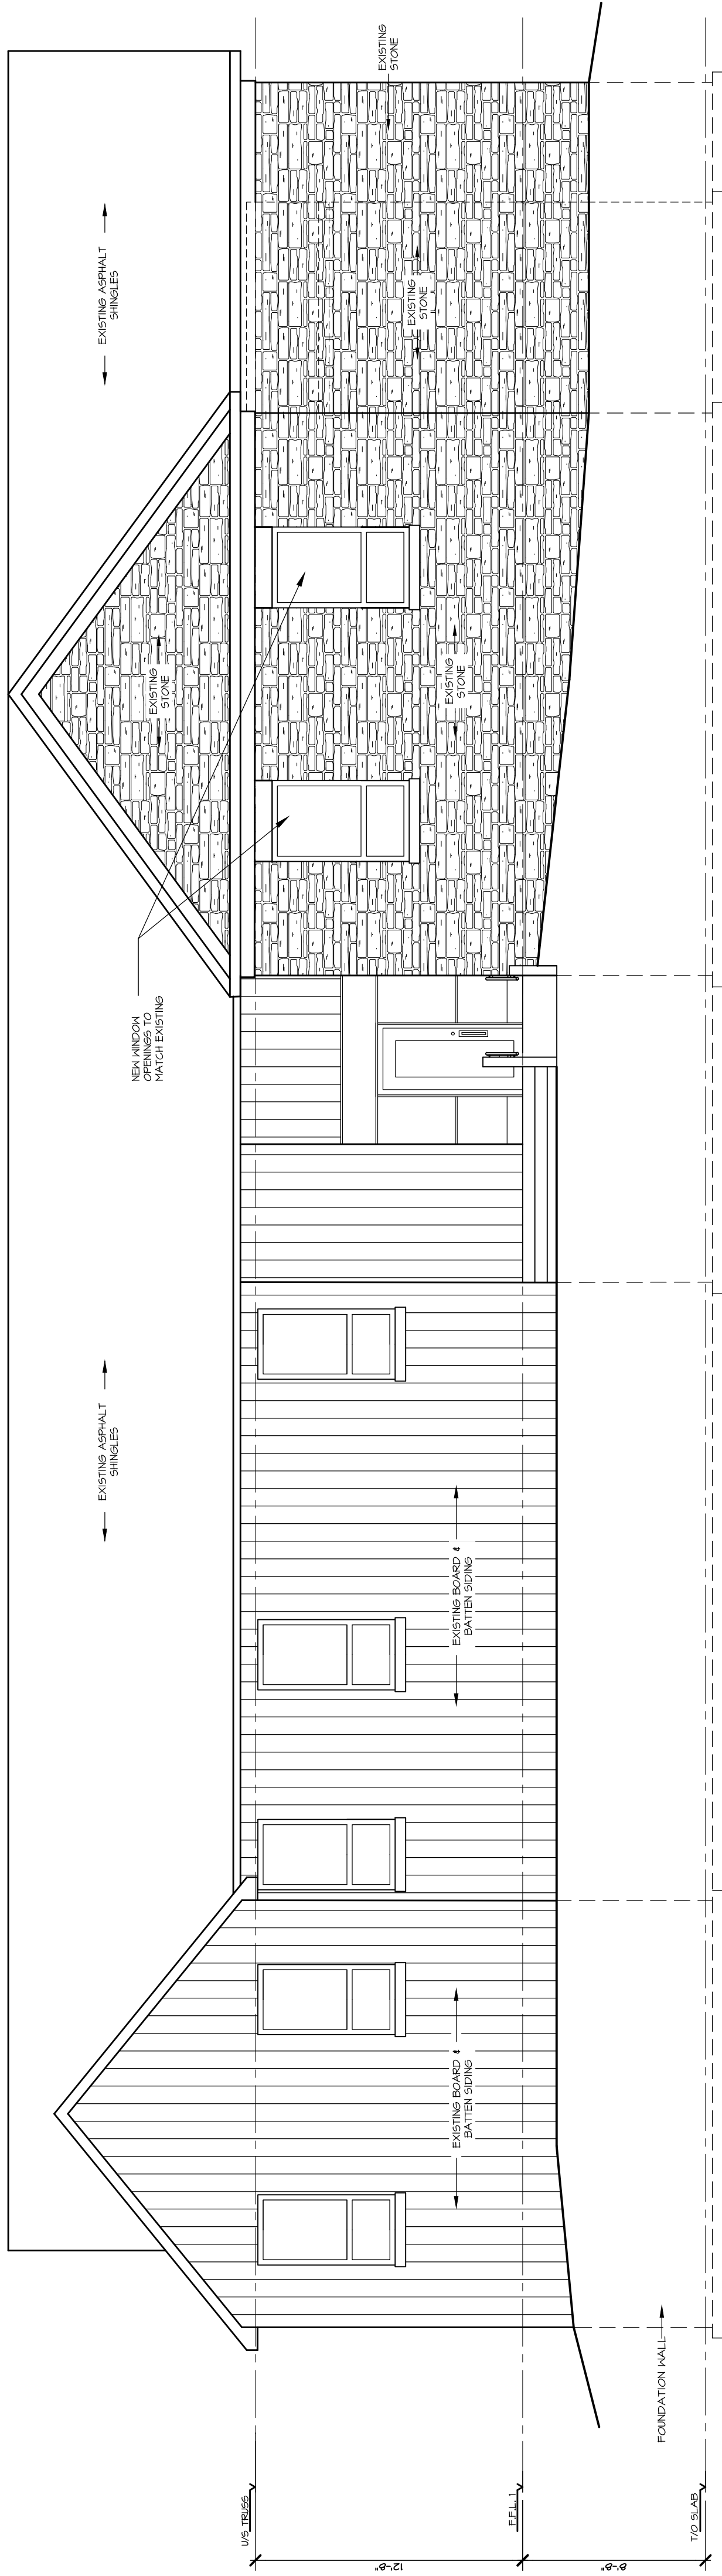 EXISTING ASPHALT
SHINGLES
EXISTING ASPHALT
SHINGLES
NEW WINDOW
OPENINGS TO
MATCH EXISTING
EXISTING
STONE
U/S TRUSS
EXISTING
STONE
EXISTING
STONE
EXISTING BOARD &
BATTEN SIDING
EXISTING BOARD &
BATTEN SIDING
EXISTING
STONE
12'-8"
F.F.L. 1
FOUNDATION WALL
8'-8"
T/O SLAB